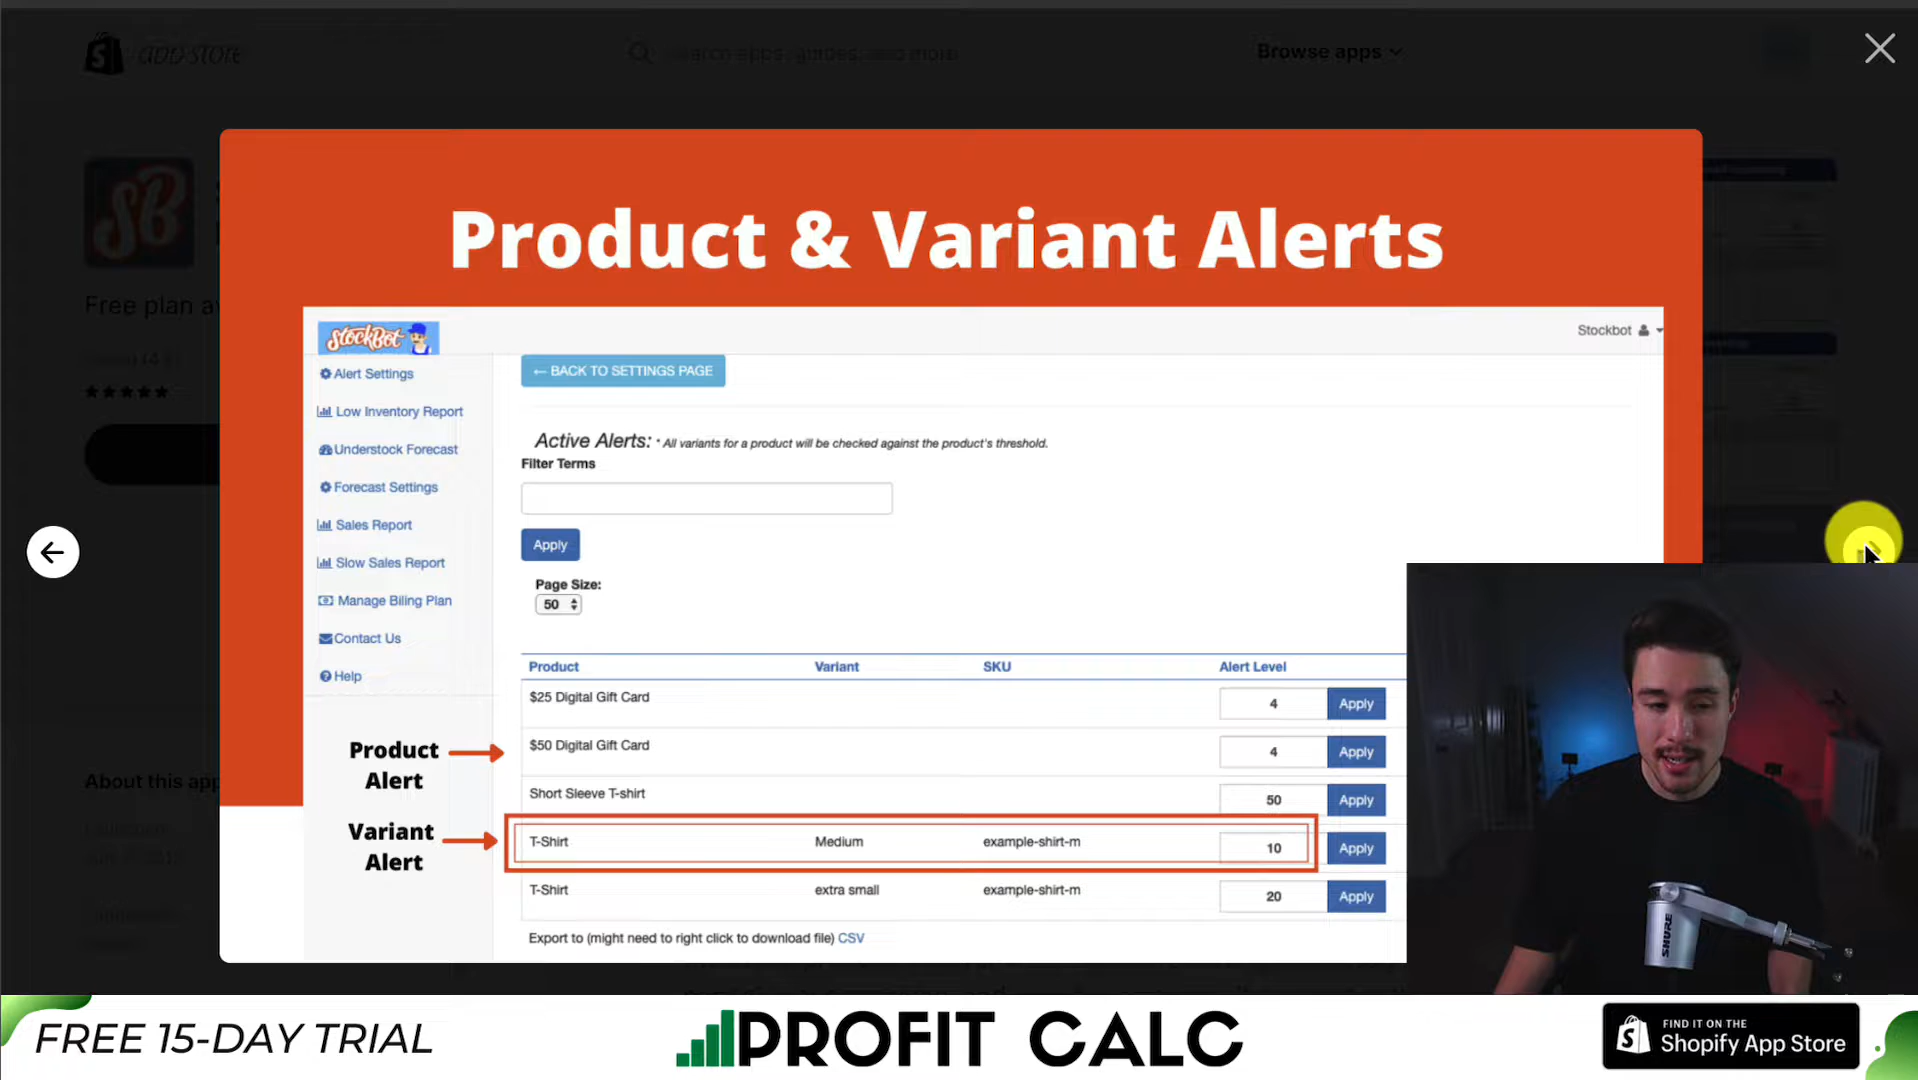 Browse apps
Product & Variant Alerts
Free plan
StockBot
Stockbot
Alert Settings
Low Inventory Report
Understock Forecast
Forecast Settings
Sales Report
Slow Sales Report
Manage Biling Plan
Contact Us
Help
← BACK TO SETTINGS PAGE
Active Alerts: * All variants for a product will be checked against the product's threshold.
Filter Terms
Apply
Page Size:
50
Product Variant SKU Alert Level
$25 Digital Gift Card 4 Apply
$50 Digital Gift Card 4 Apply
Short Sleeve T-shirt 50 Apply
T-Shirt Medium example-shirt-m 10 Apply
T-Shirt extra small example-shirt-m 20 Apply
Export to (might need to right click to download file) CSV
Product
Alert
Variant
Alert
SB
About this app
SHURE
FREE 15-DAY TRIAL
PROFIT CALC
FIND IT ON THE
Shopify App Store